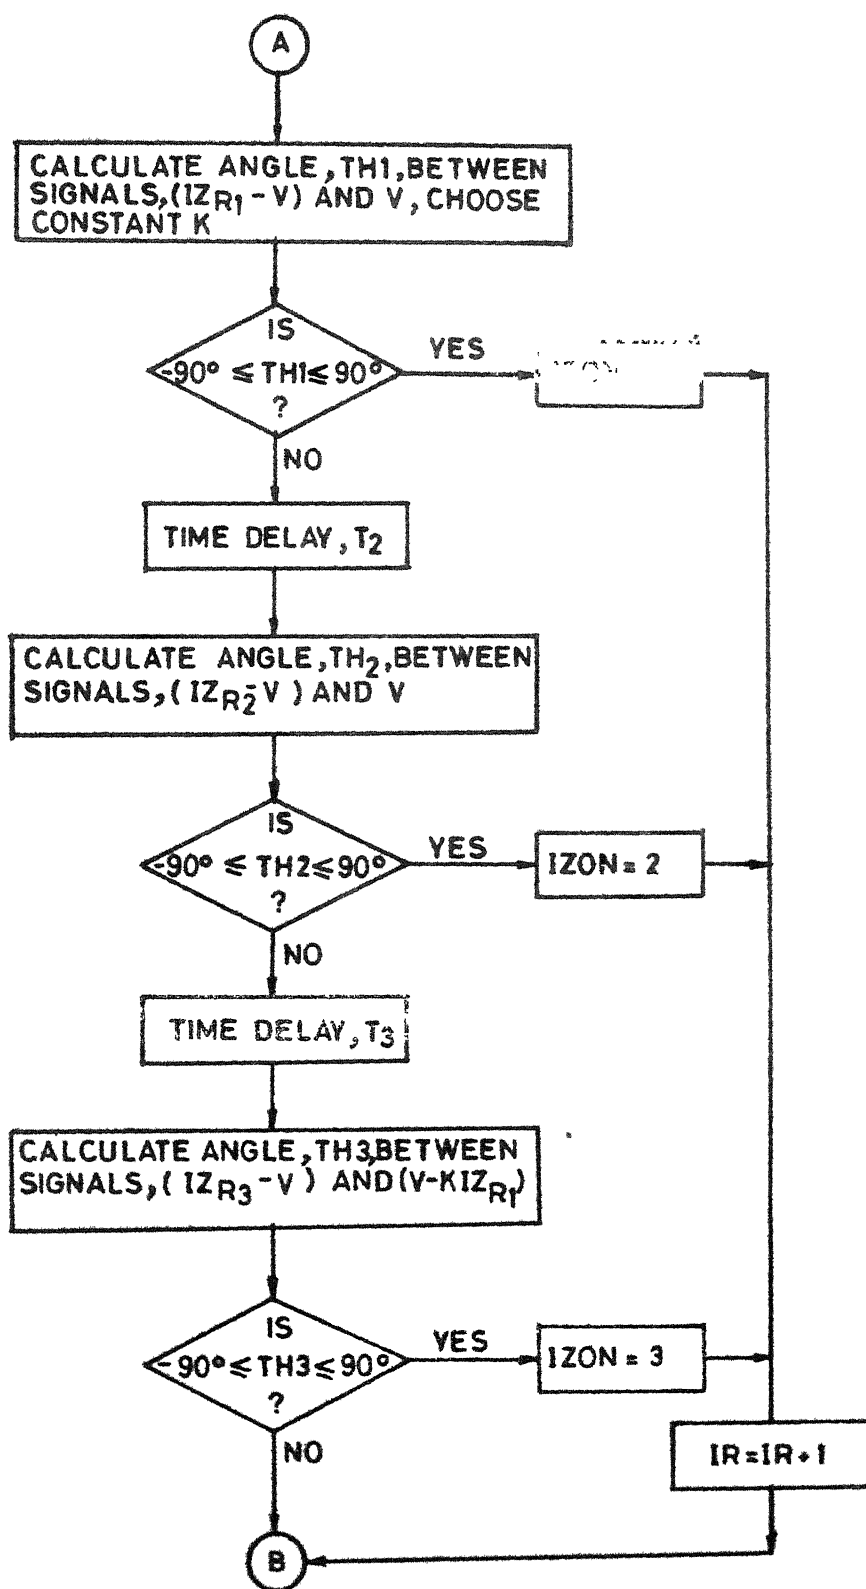 A
CALCULATE ANGLE, TH1, BETWEEN
SIGNALS, (IZR1 - V) AND V, CHOOSE
CONSTANT K
IS
-90° ≤ TH1 ≤ 90°
?
YES
NO
TIME DELAY, T2
CALCULATE ANGLE, TH2, BETWEEN
SIGNALS, (IZR2 - V) AND V
IS
-90° ≤ TH2 ≤ 90°
?
YES
IZON = 2
NO
TIME DELAY, T3
CALCULATE ANGLE, TH3, BETWEEN
SIGNALS, (IZR3 - V) AND (V-KIZR1)
IS
-90° ≤ TH3 ≤ 90°
?
YES
IZON = 3
NO
IR = IR + 1
B